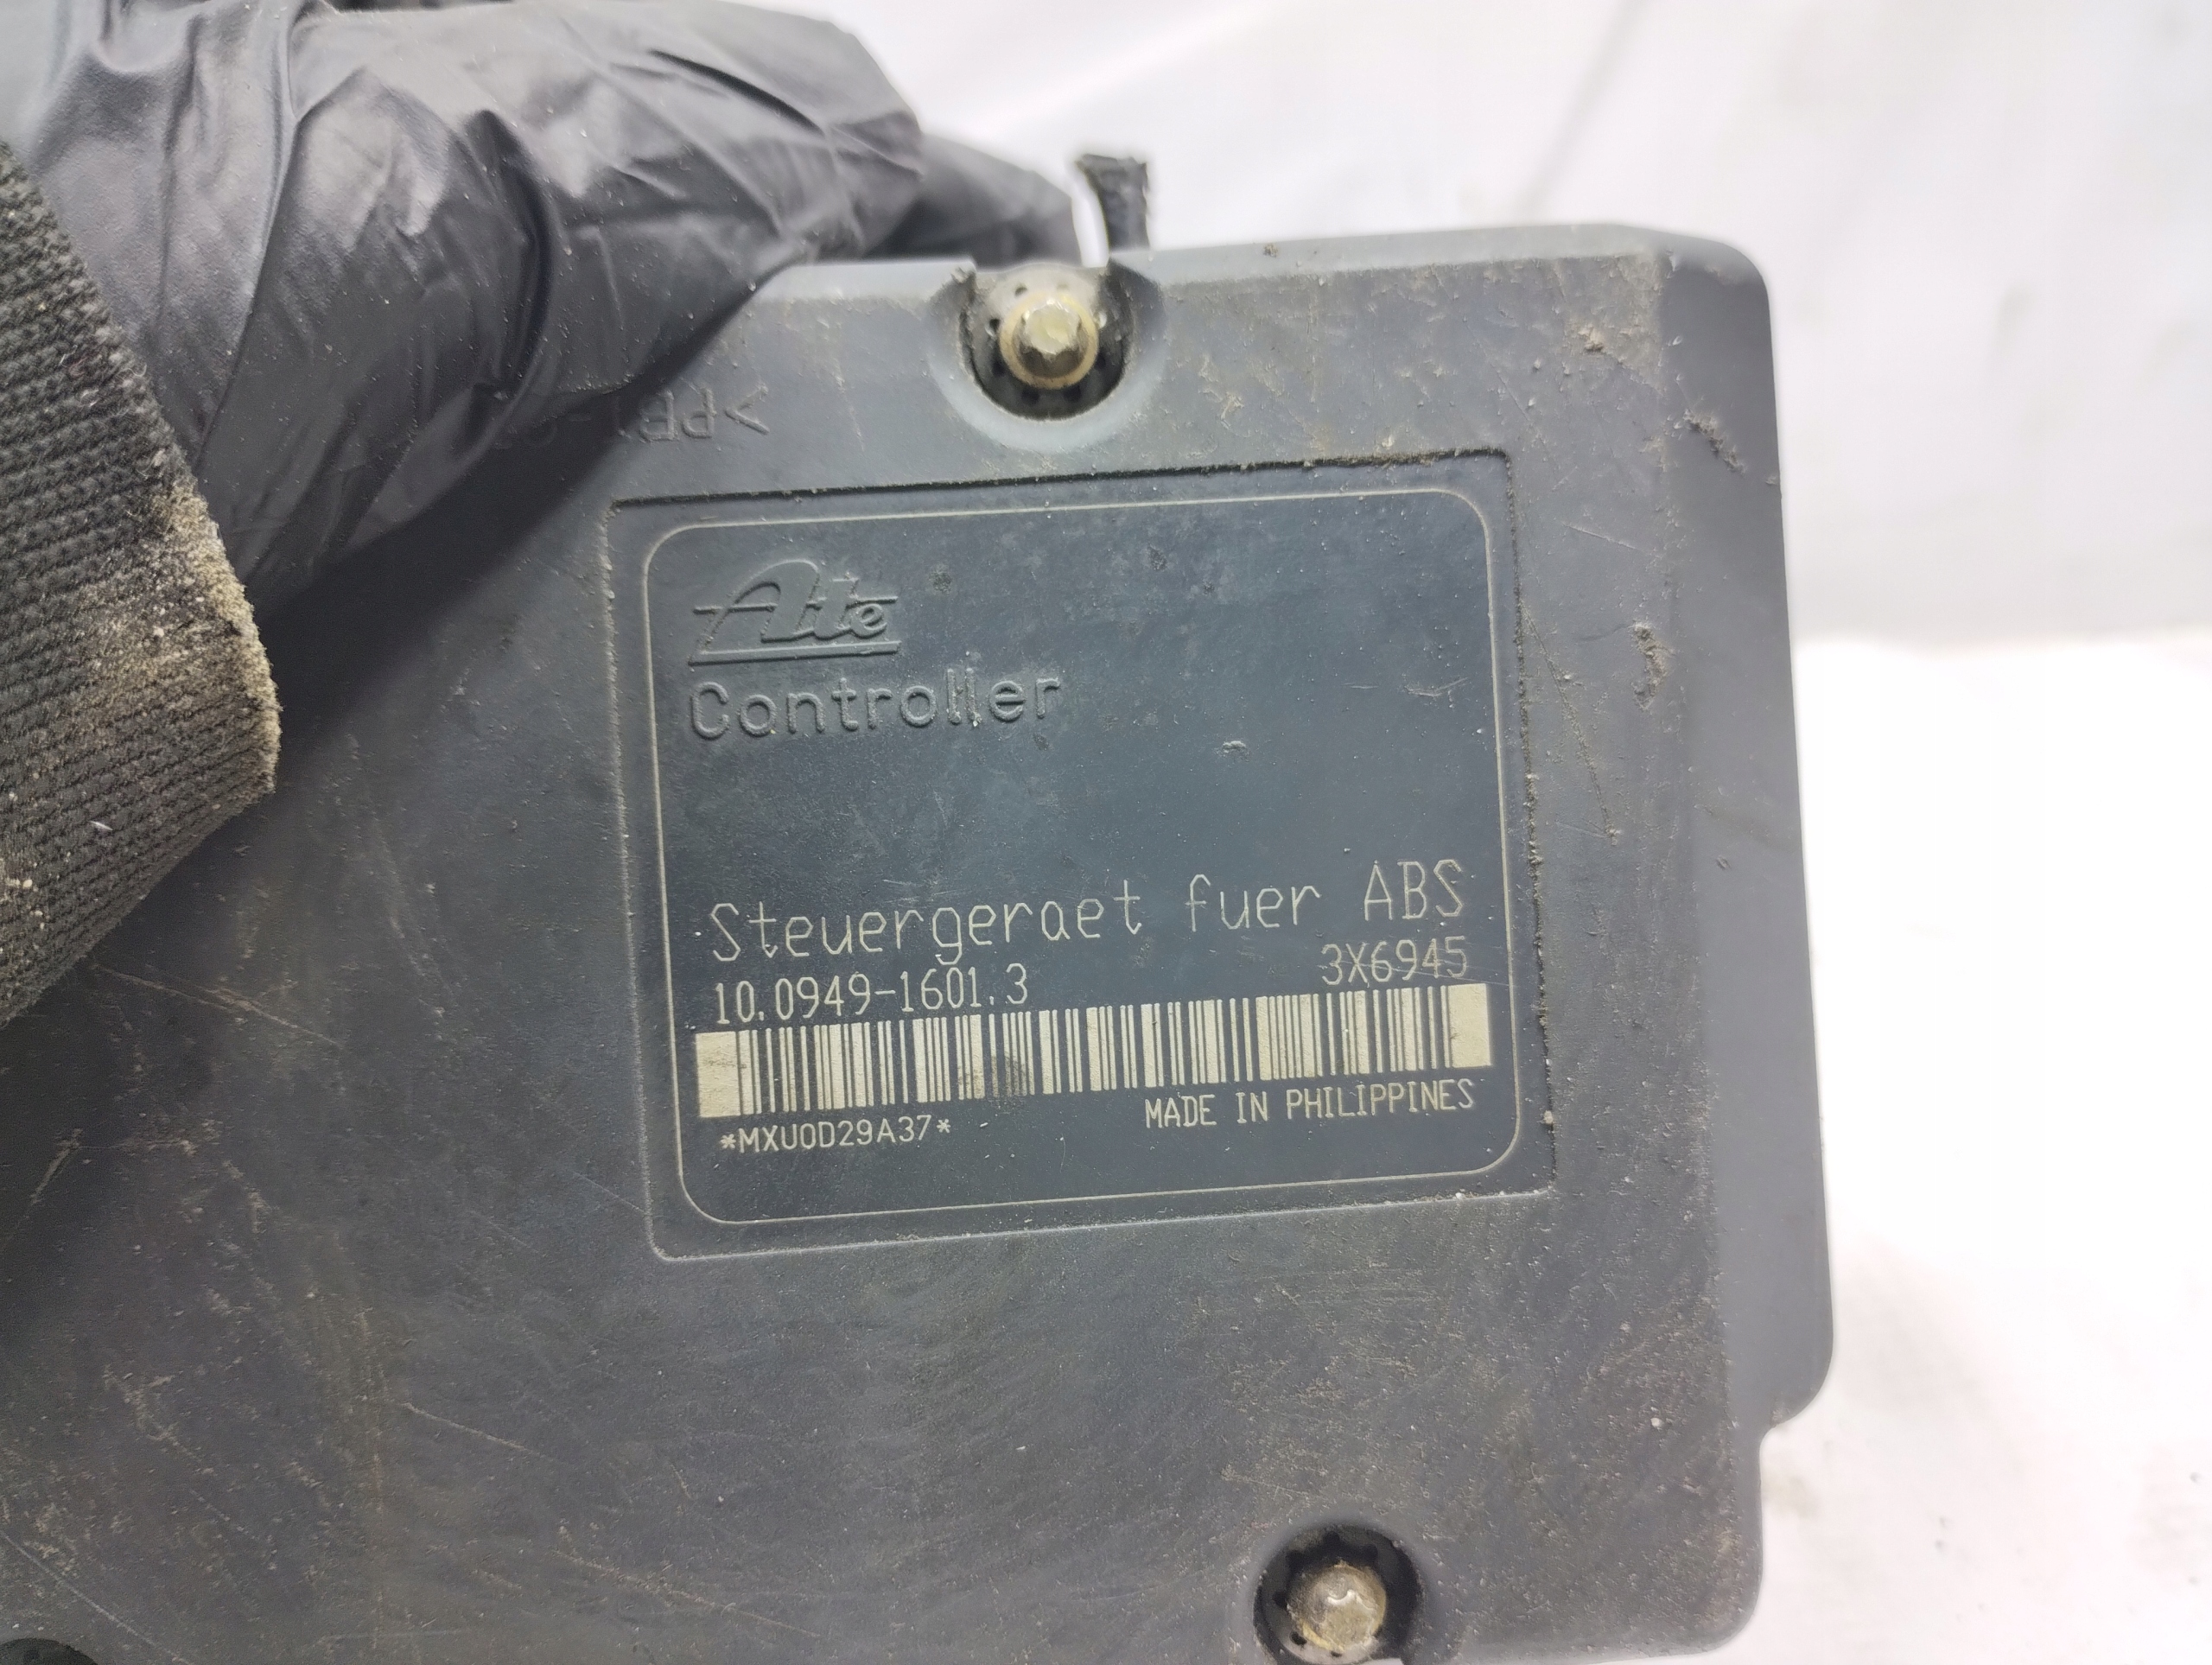 Ate
Controller
Steuergeraet fuer ABS
10.0949-1601.3 3X6945
*MXU0D29A37* MADE IN PHILIPPINES